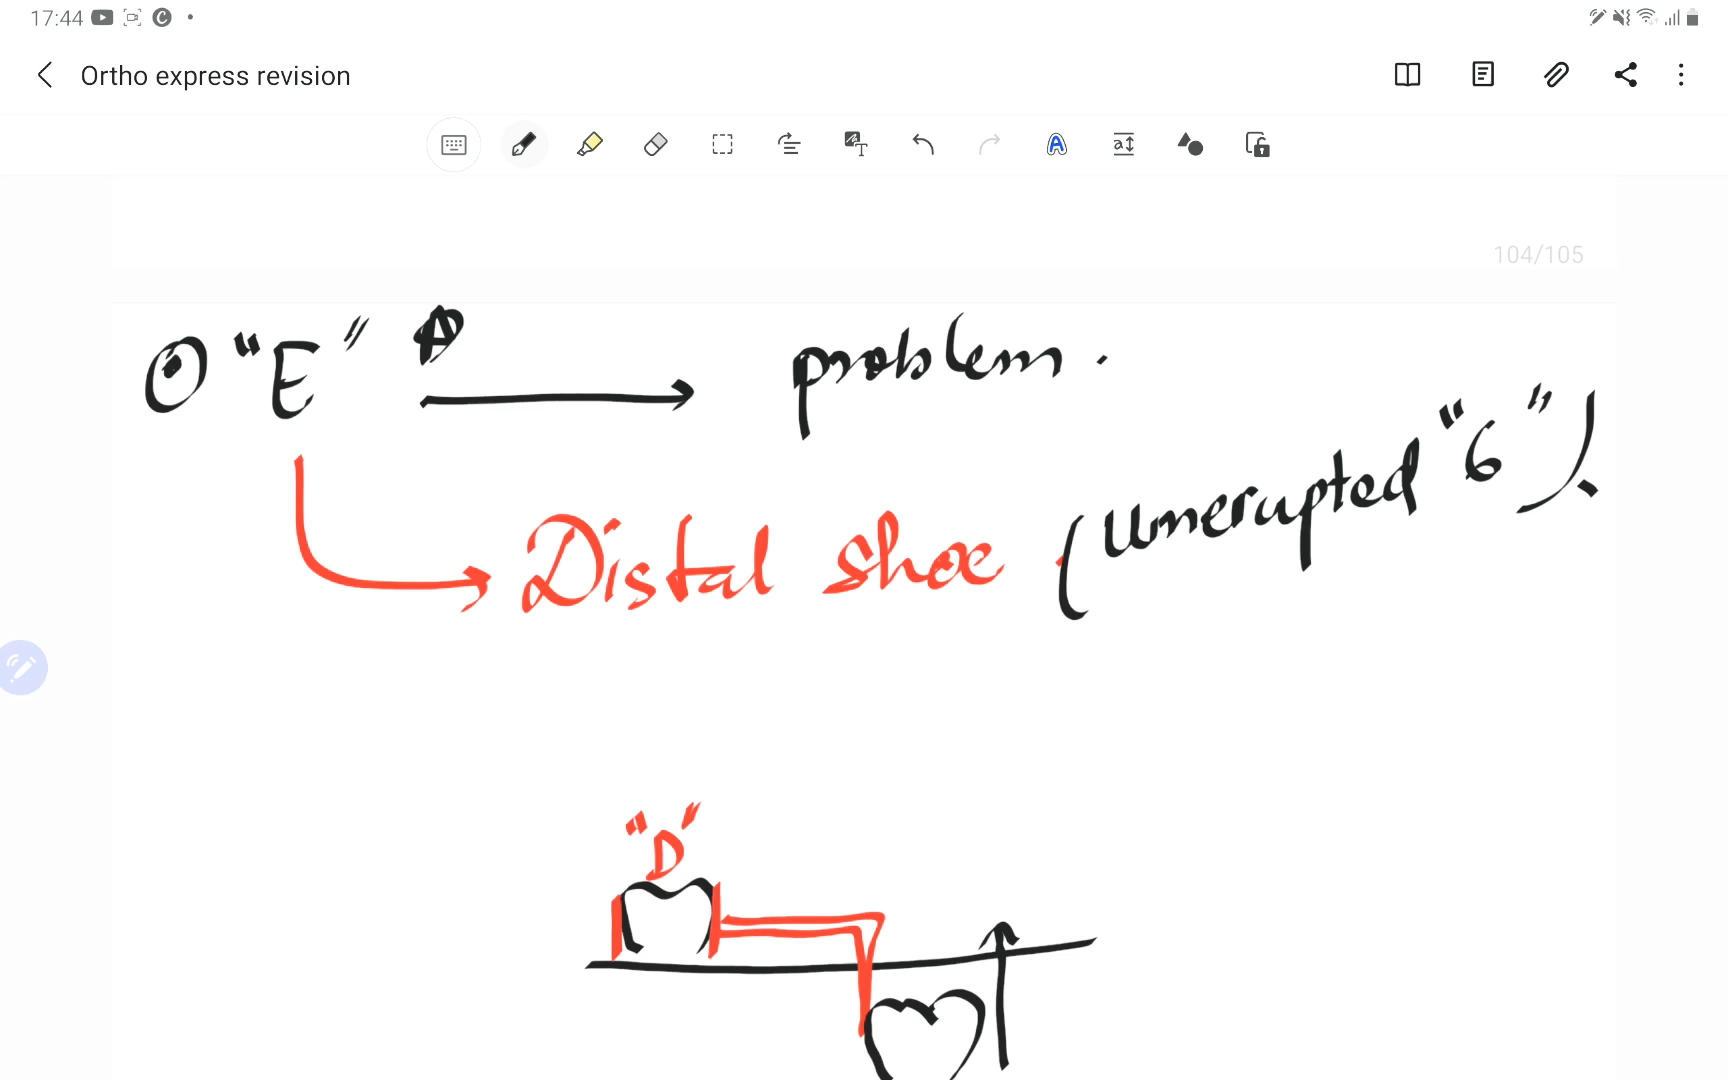 17:44
Ortho express revision
104/105
"E" problem.
Distal shoe (unerupted "6").
"D"